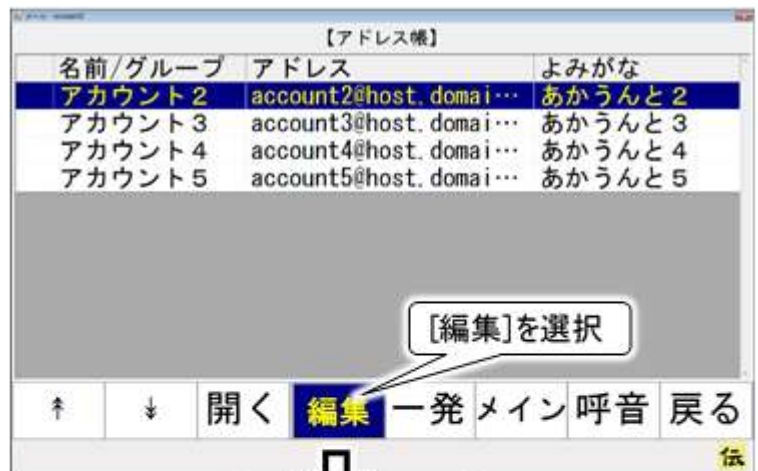 【アドレス帳】
名前/グループ アドレス よみがな
アカウント２ account2@host.domai… あかうんと２
アカウント３ account3@host.domai… あかうんと３
アカウント４ account4@host.domai… あかうんと４
アカウント５ account5@host.domai… あかうんと５
[編集]を選択
↟ ↡ 開く 編集 一発 メイン 呼音 戻る
伝